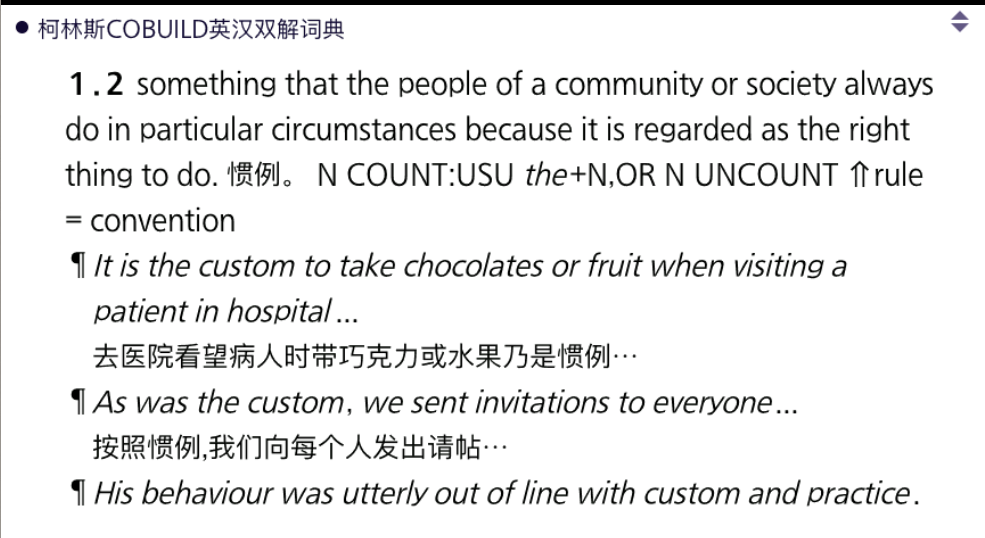 ● 柯林斯COBUILD英汉双解词典
1.2 something that the people of a community or society always
do in particular circumstances because it is regarded as the right
thing to do. 惯例。 N COUNT:USU the+N,OR N UNCOUNT ⇈rule
= convention
¶ It is the custom to take chocolates or fruit when visiting a
patient in hospital...
去医院看望病人时带巧克力或水果乃是惯例…
¶ As was the custom, we sent invitations to everyone...
按照惯例,我们向每个人发出请帖…
¶ His behaviour was utterly out of line with custom and practice.